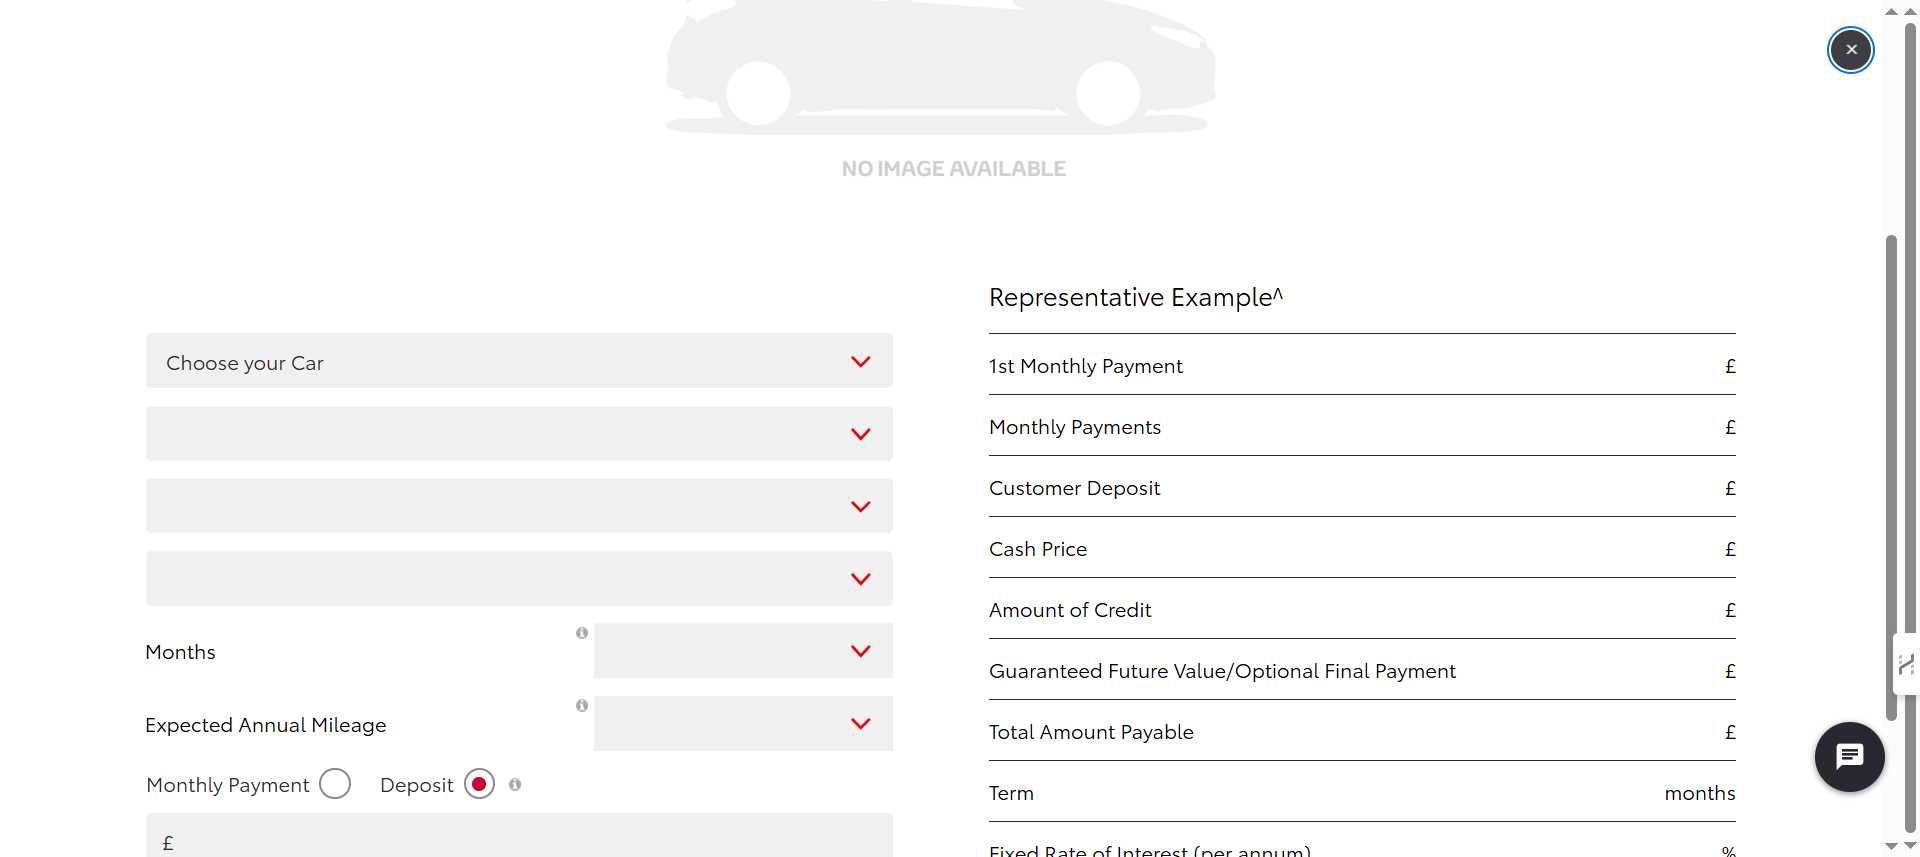 NO IMAGE AVAILABLE
Choose your Car
Months
Expected Annual Mileage
Monthly Payment
Deposit
£
Representative Example^
1st Monthly Payment £
Monthly Payments £
Customer Deposit £
Cash Price £
Amount of Credit £
Guaranteed Future Value/Optional Final Payment £
Total Amount Payable £
Term months
Fixed Rate of Interest (per annum) %